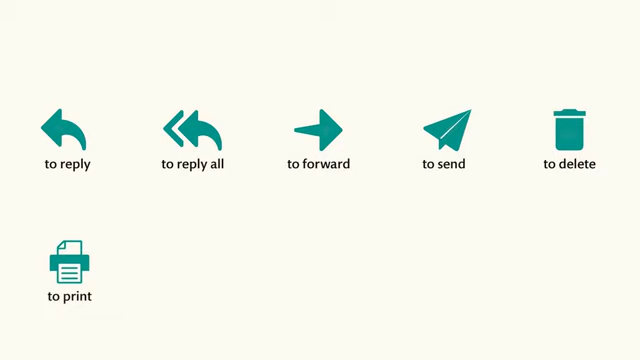 to reply
to reply all
to forward
to send
to delete
to print